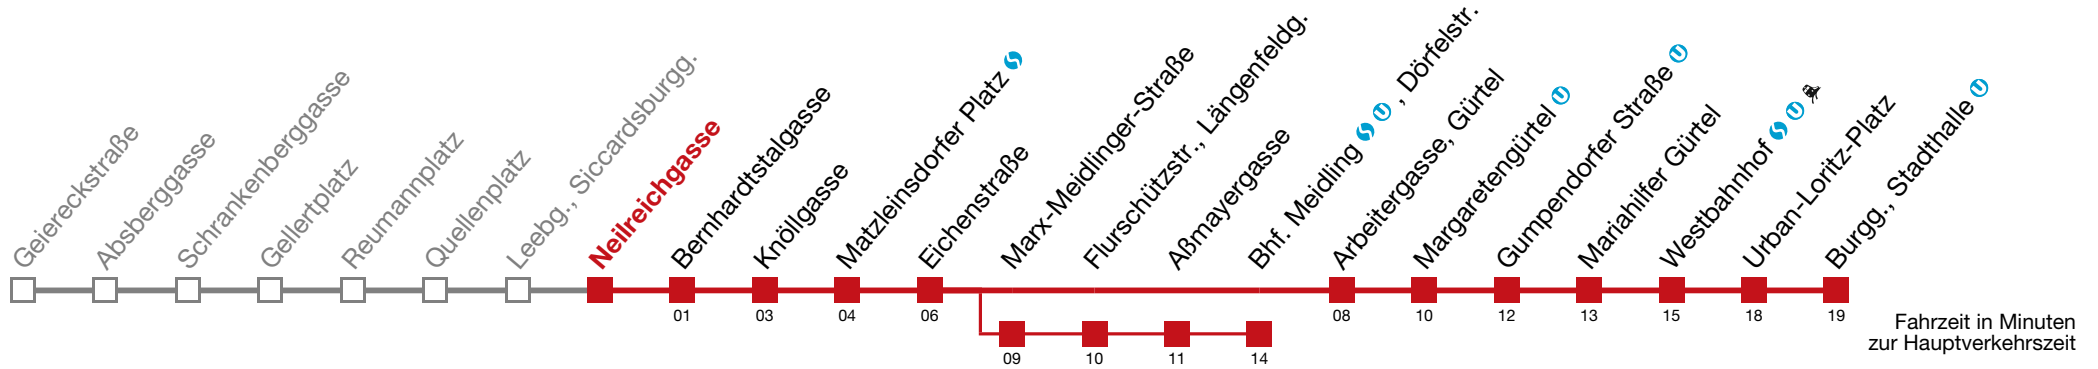 Geiereckstraße
Absberggasse
Schrankenberggasse
Gellertplatz
Reumannplatz
Quellenplatz
Leebg., Siccardsburgg.
Neilreichgasse
Bernhardtstalgasse
Knöllgasse
Matzleinsdorfer Platz S
Eichenstraße
Marx-Meidlinger-Straße
Flurschützstr., Längenfeldg.
Aßmayergasse
Bhf. Meidling S U , Dörfelstr.
Arbeitergasse, Gürtel
Margaretengürtel U
Gumpendorfer Straße U
Mariahilfer Gürtel
Westbahnhof S U
Urban-Loritz-Platz
Burgg., Stadthalle U
01 03 04 06 08 10 12 13 15 18 19
09 10 11 14
Fahrzeit in Minuten
zur Hauptverkehrszeit